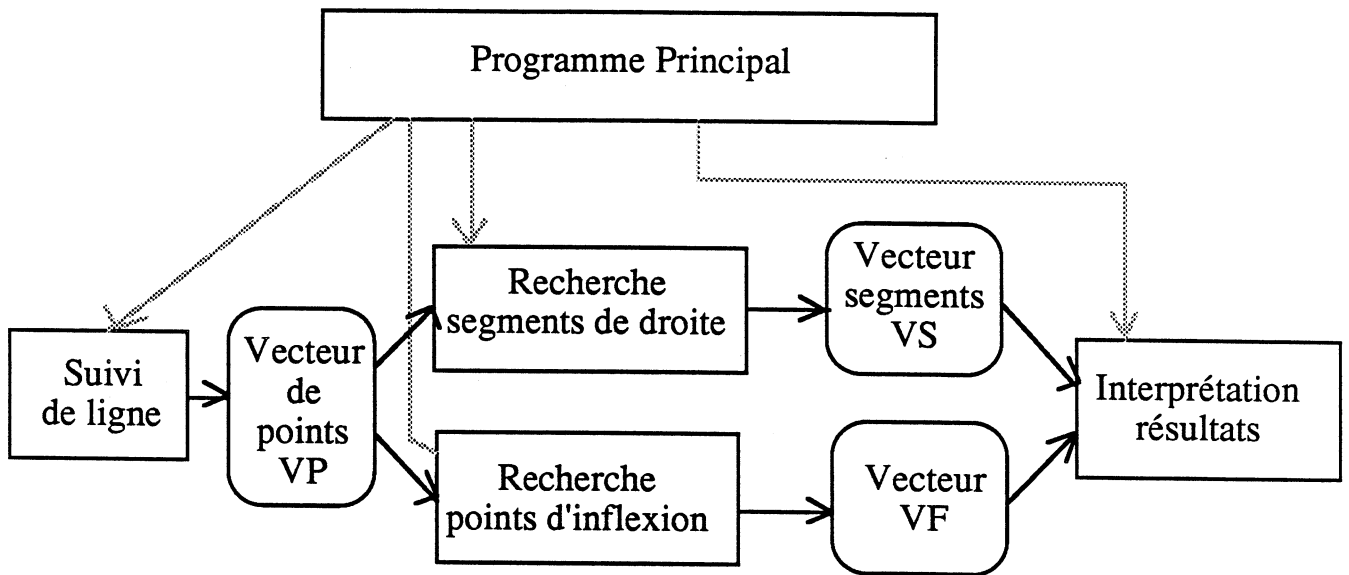 Programme Principal
Suivi
de ligne
Vecteur
de
points
VP
Recherche
segments de droite
Vecteur
segments
VS
Recherche
points d'inflexion
Vecteur
VF
Interprétation
résultats